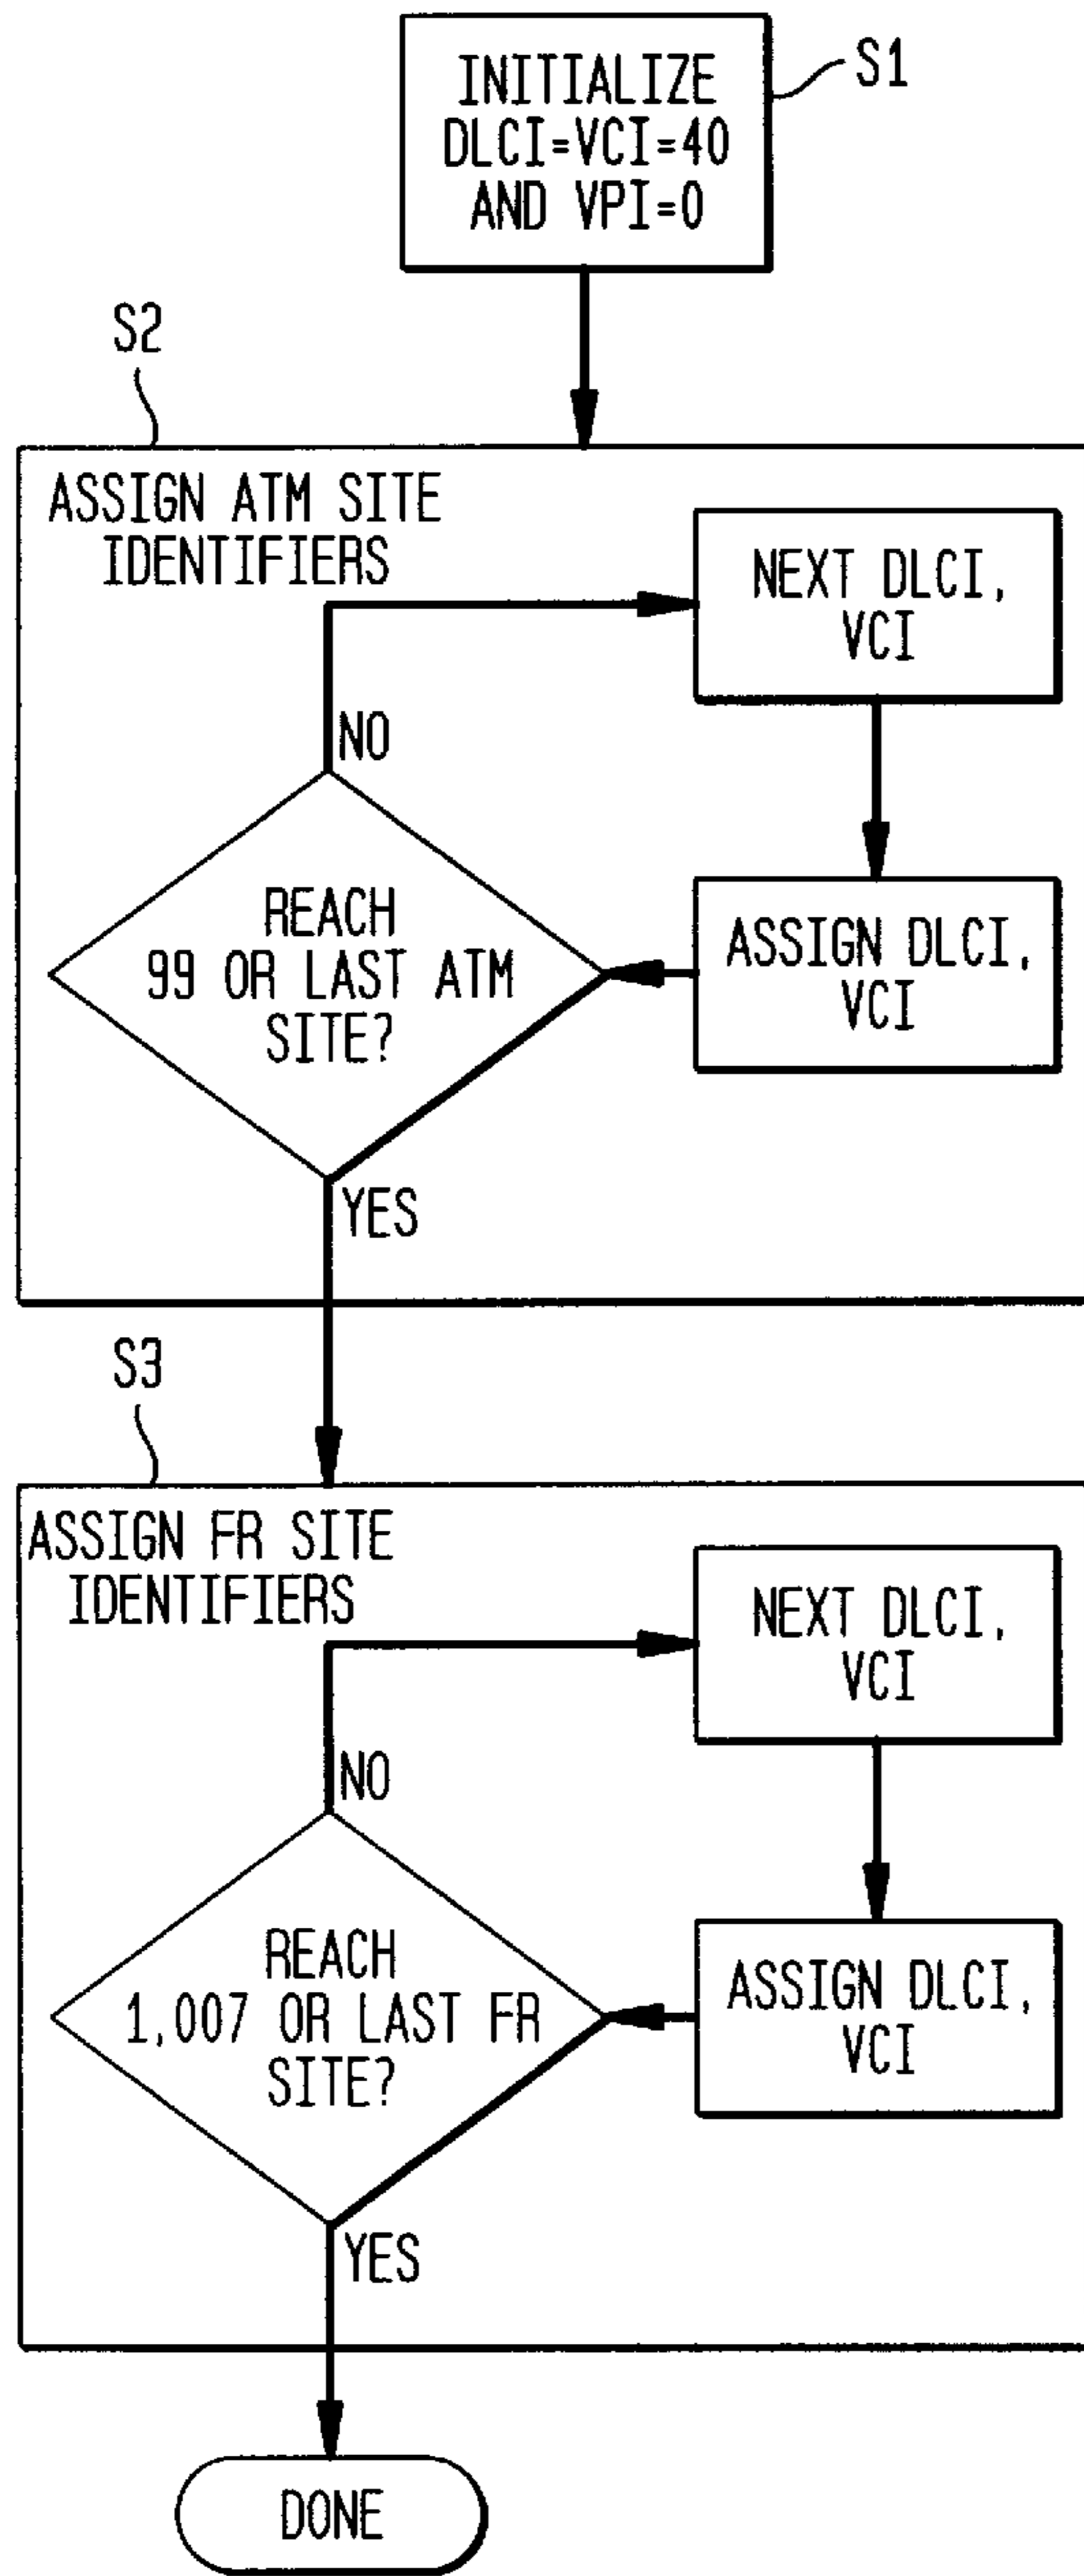 INITIALIZE
DLCI=VCI=40
AND VPI=0
S1
S2
ASSIGN ATM SITE
IDENTIFIERS
NEXT DLCI,
VCI
NO
REACH
99 OR LAST ATM
SITE?
ASSIGN DLCI,
VCI
YES
S3
ASSIGN FR SITE
IDENTIFIERS
NEXT DLCI,
VCI
NO
REACH
1,007 OR LAST FR
SITE?
ASSIGN DLCI,
VCI
YES
DONE